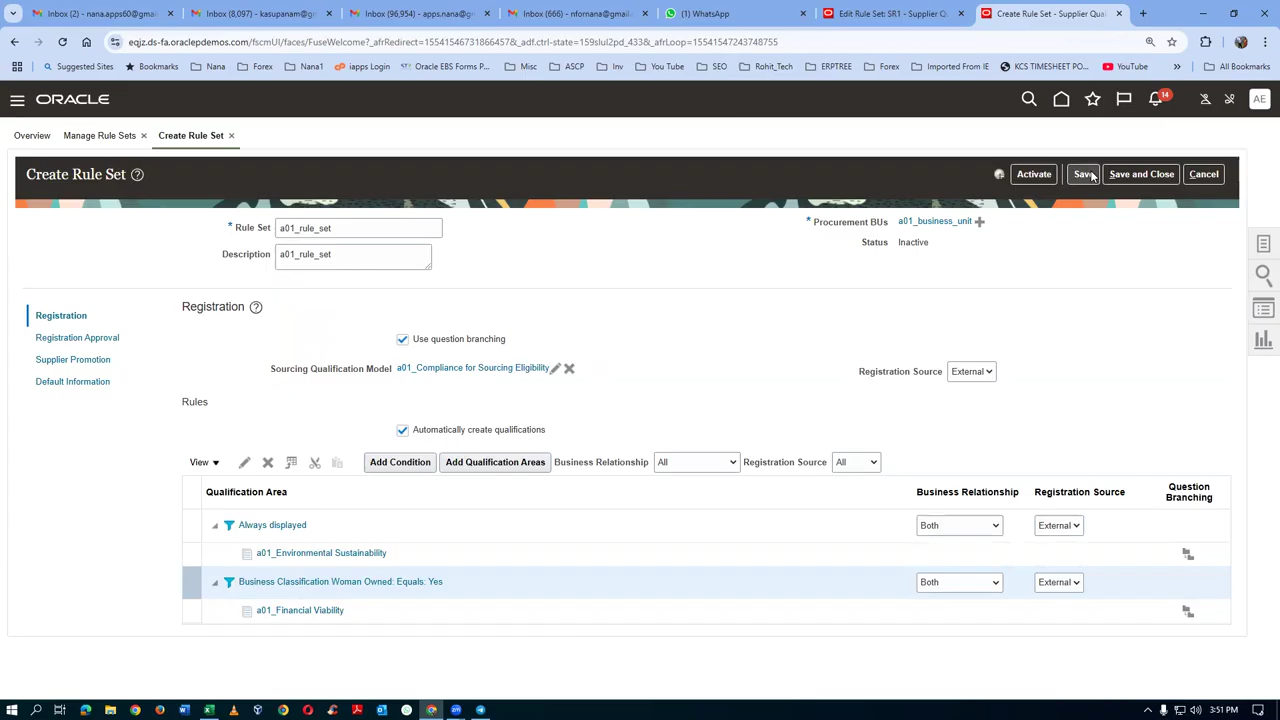 Inbox (2) - nana.apps60@gmail.
Inbox (8,097) - kasupanam@gmai
Inbox (96,954) - apps.nana@gma
Inbox (666) - nfornana@gmail.
(1) WhatsApp
Edit Rule Set: SR1 - Supplier Q
Create Rule Set - Supplier Qual
eqjz.ds-fa.oraclepdemos.com/fscmUI/faces/FuseWelcome?_afrRedirect=15541546731866457&_adf.ctrl-state=159slul2pd_433&_afrLoop=15541547243748755
Suggested Sites
Bookmarks
Nana
Forex
Nana1
iapps Login
Oracle EBS Forms P...
Misc
ASCP
Inv
You Tube
SEO
Rohit_Tech
ERPTREE
Forex
Imported From IE
KCS TIMESHEET PO...
YouTube
All Bookmarks
ORACLE
14
AE
Overview
Manage Rule Sets
Create Rule Set
Create Rule Set
Activate
Save
Save and Close
Cancel
* Rule Set a01_rule_set
* Procurement BUs a01_business_unit
Status Inactive
Description a01_rule_set
Registration
Registration Approval
Supplier Promotion
Default Information
Registration
Use question branching
Sourcing Qualification Model a01_Compliance for Sourcing Eligibility
Registration Source External
Rules
Automatically create qualifications
View
Add Condition
Add Qualification Areas
Business Relationship All
Registration Source All
Qualification Area
Business Relationship
Registration Source
Question
Branching
Always displayed
Both
External
a01_Environmental Sustainability
Business Classification Woman Owned: Equals: Yes
Both
External
a01_Financial Viability
3:51 PM